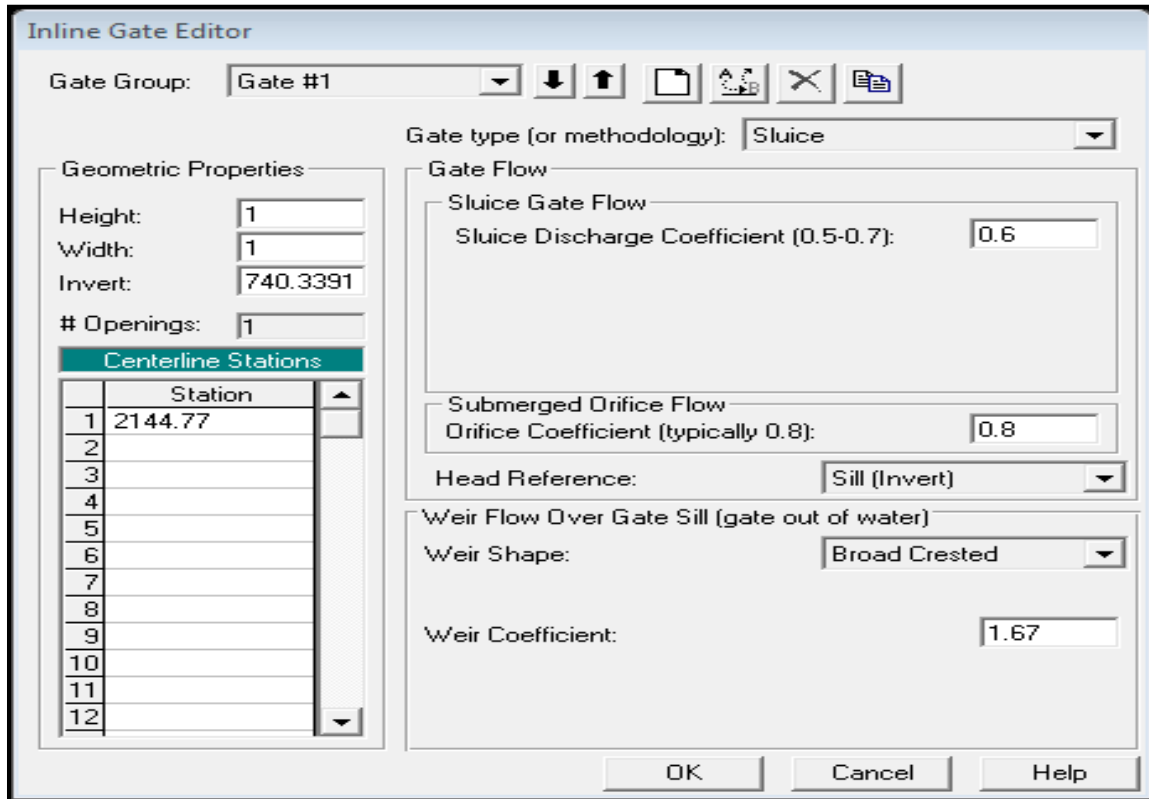 Inline Gate Editor
Gate Group: Gate #1
Gate type (or methodology): Sluice
Geometric Properties
Height: 1
Width: 1
Invert: 740.3391
# Openings: 1
Centerline Stations
Station
1 2144.77
2
3
4
5
6
7
8
9
10
11
12
Gate Flow
Sluice Gate Flow
Sluice Discharge Coefficient (0.5-0.7): 0.6
Submerged Orifice Flow
Orifice Coefficient (typically 0.8): 0.8
Head Reference: Sill (Invert)
Weir Flow Over Gate Sill (gate out of water)
Weir Shape: Broad Crested
Weir Coefficient: 1.67
OK Cancel Help